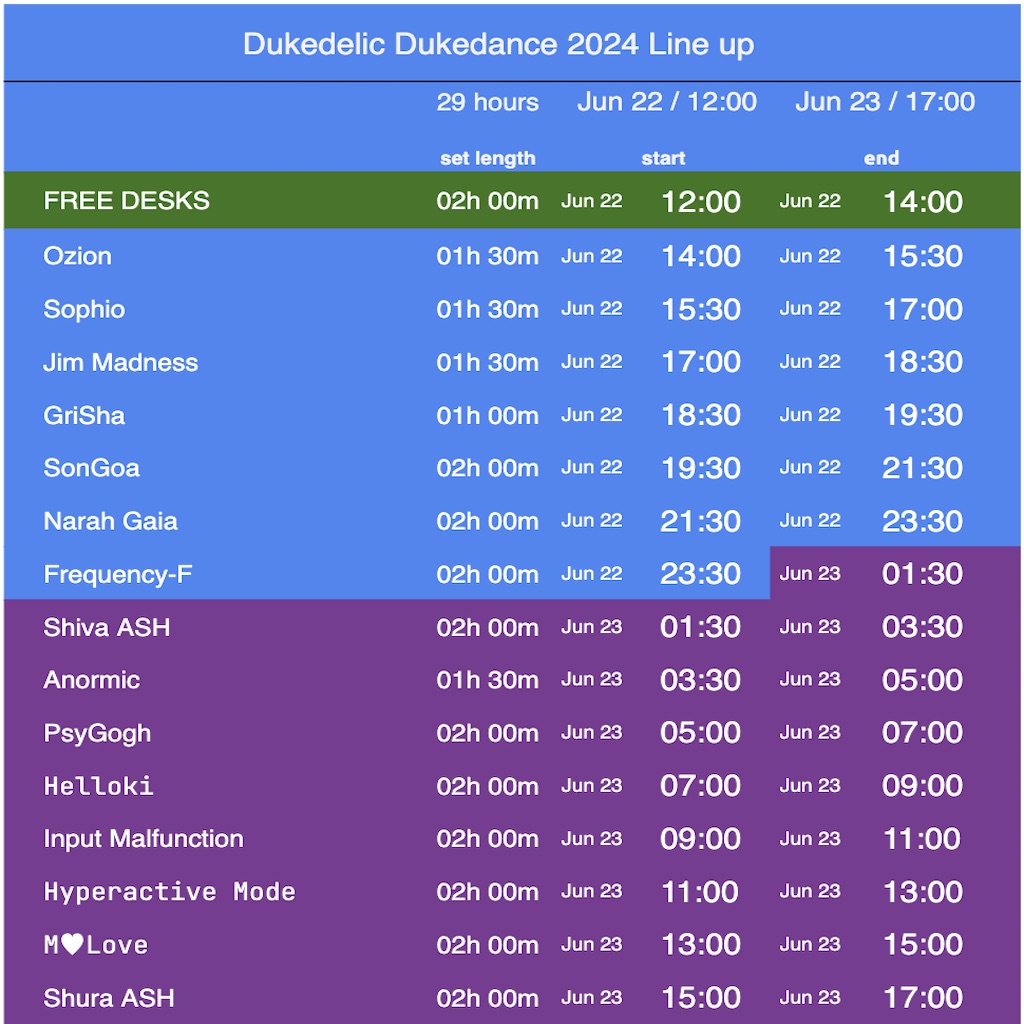 Dukedelic Dukedance 2024 Line up
29 hours Jun 22 / 12:00 Jun 23 / 17:00
set length start end
FREE DESKS 02h 00m Jun 22 12:00 Jun 22 14:00
Ozion 01h 30m Jun 22 14:00 Jun 22 15:30
Sophio 01h 30m Jun 22 15:30 Jun 22 17:00
Jim Madness 01h 30m Jun 22 17:00 Jun 22 18:30
GriSha 01h 00m Jun 22 18:30 Jun 22 19:30
SonGoa 02h 00m Jun 22 19:30 Jun 22 21:30
Narah Gaia 02h 00m Jun 22 21:30 Jun 22 23:30
Frequency-F 02h 00m Jun 22 23:30 Jun 23 01:30
Shiva ASH 02h 00m Jun 23 01:30 Jun 23 03:30
Anormic 01h 30m Jun 23 03:30 Jun 23 05:00
PsyGogh 02h 00m Jun 23 05:00 Jun 23 07:00
Helloki 02h 00m Jun 23 07:00 Jun 23 09:00
Input Malfunction 02h 00m Jun 23 09:00 Jun 23 11:00
Hyperactive Mode 02h 00m Jun 23 11:00 Jun 23 13:00
M♥Love 02h 00m Jun 23 13:00 Jun 23 15:00
Shura ASH 02h 00m Jun 23 15:00 Jun 23 17:00